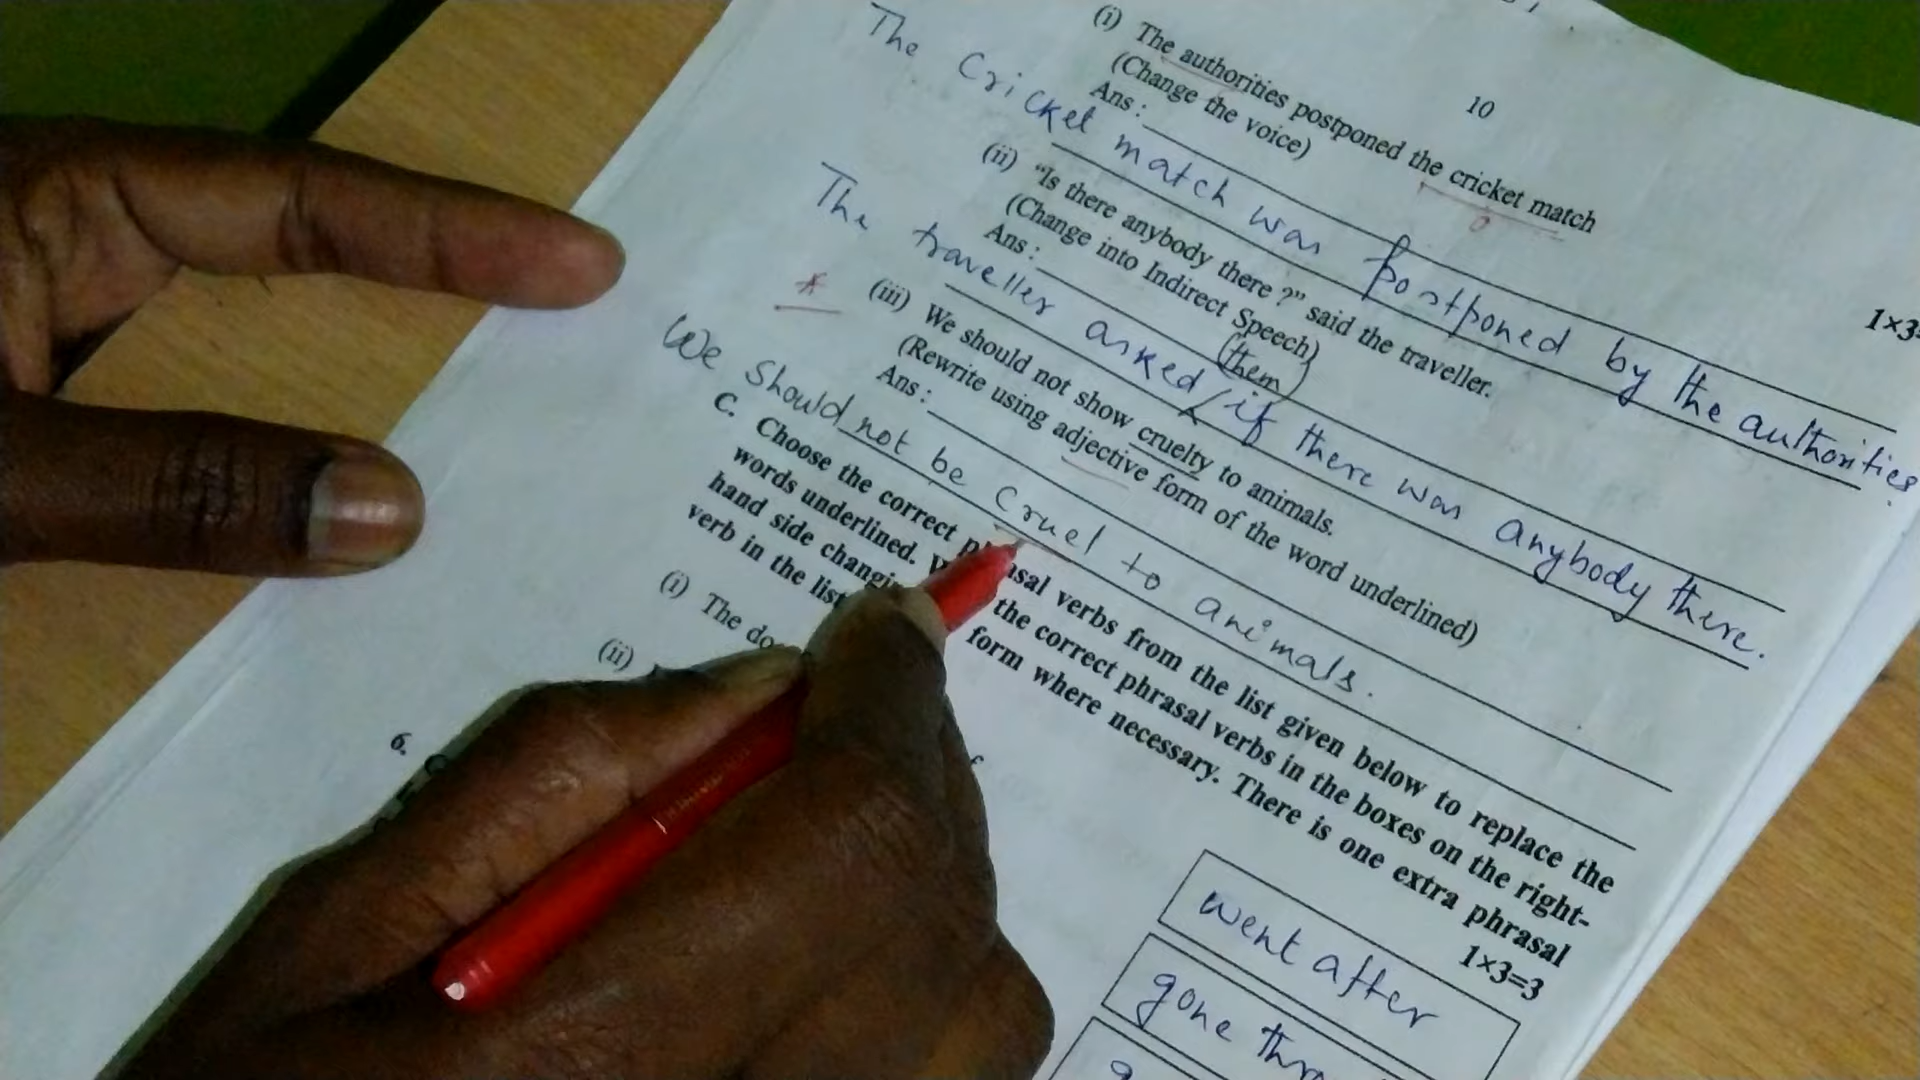 10
(i) The authorities postponed the cricket match
(Change the voice)
1×3
Ans :
The Cricket match was postponed by the authorities
(ii) “Is there anybody there ?” said the traveller.
(Change into Indirect Speech)
Ans :
(them)
The traveller asked/if there was anybody there.
*
(iii) We should not show cruelty to animals.
(Rewrite using adjective form of the word underlined)
Ans :
We should not be cruel to animals.
C. Choose the correct phrasal verbs from the list given below to replace the
words underlined. the correct phrasal verbs in the boxes on the right-
hand side form where necessary. There is one extra phrasal
verb in the list
1×3=3
(i) The
went after
(ii)
gone
6.